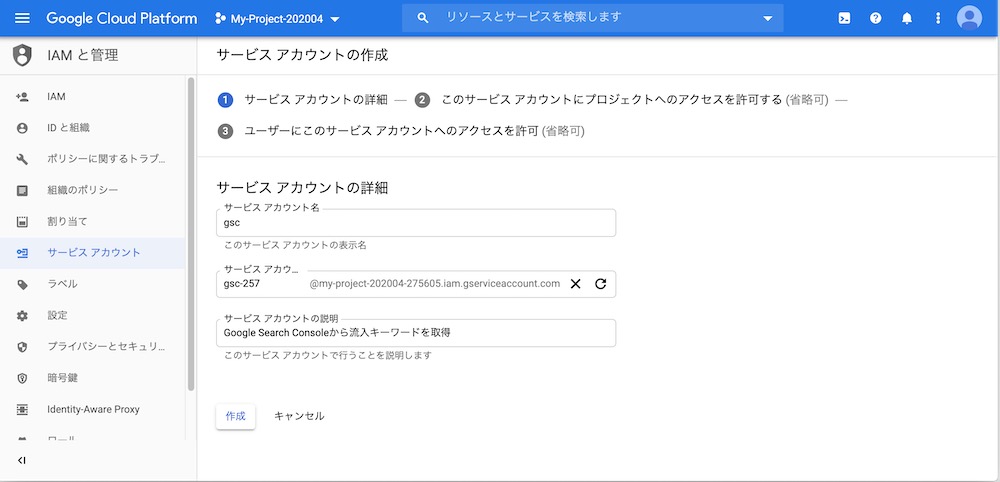 Google Cloud Platform
My-Project-202004
リソースとサービスを検索します
IAM と管理
IAM
ID と組織
ポリシーに関するトラブ...
組織のポリシー
割り当て
サービス アカウント
ラベル
設定
プライバシーとセキュリ...
暗号鍵
Identity-Aware Proxy
ロール
サービス アカウントの作成
1 サービス アカウントの詳細 — 2 このサービス アカウントにプロジェクトへのアクセスを許可する (省略可) —
3 ユーザーにこのサービス アカウントへのアクセスを許可 (省略可)
サービス アカウントの詳細
サービス アカウント名
gsc
このサービス アカウントの表示名
サービス アカウ...
gsc-257 @my-project-202004-275605.iam.gserviceaccount.com
サービス アカウントの説明
Google Search Consoleから流入キーワードを取得
このサービス アカウントで行うことを説明します
作成 キャンセル